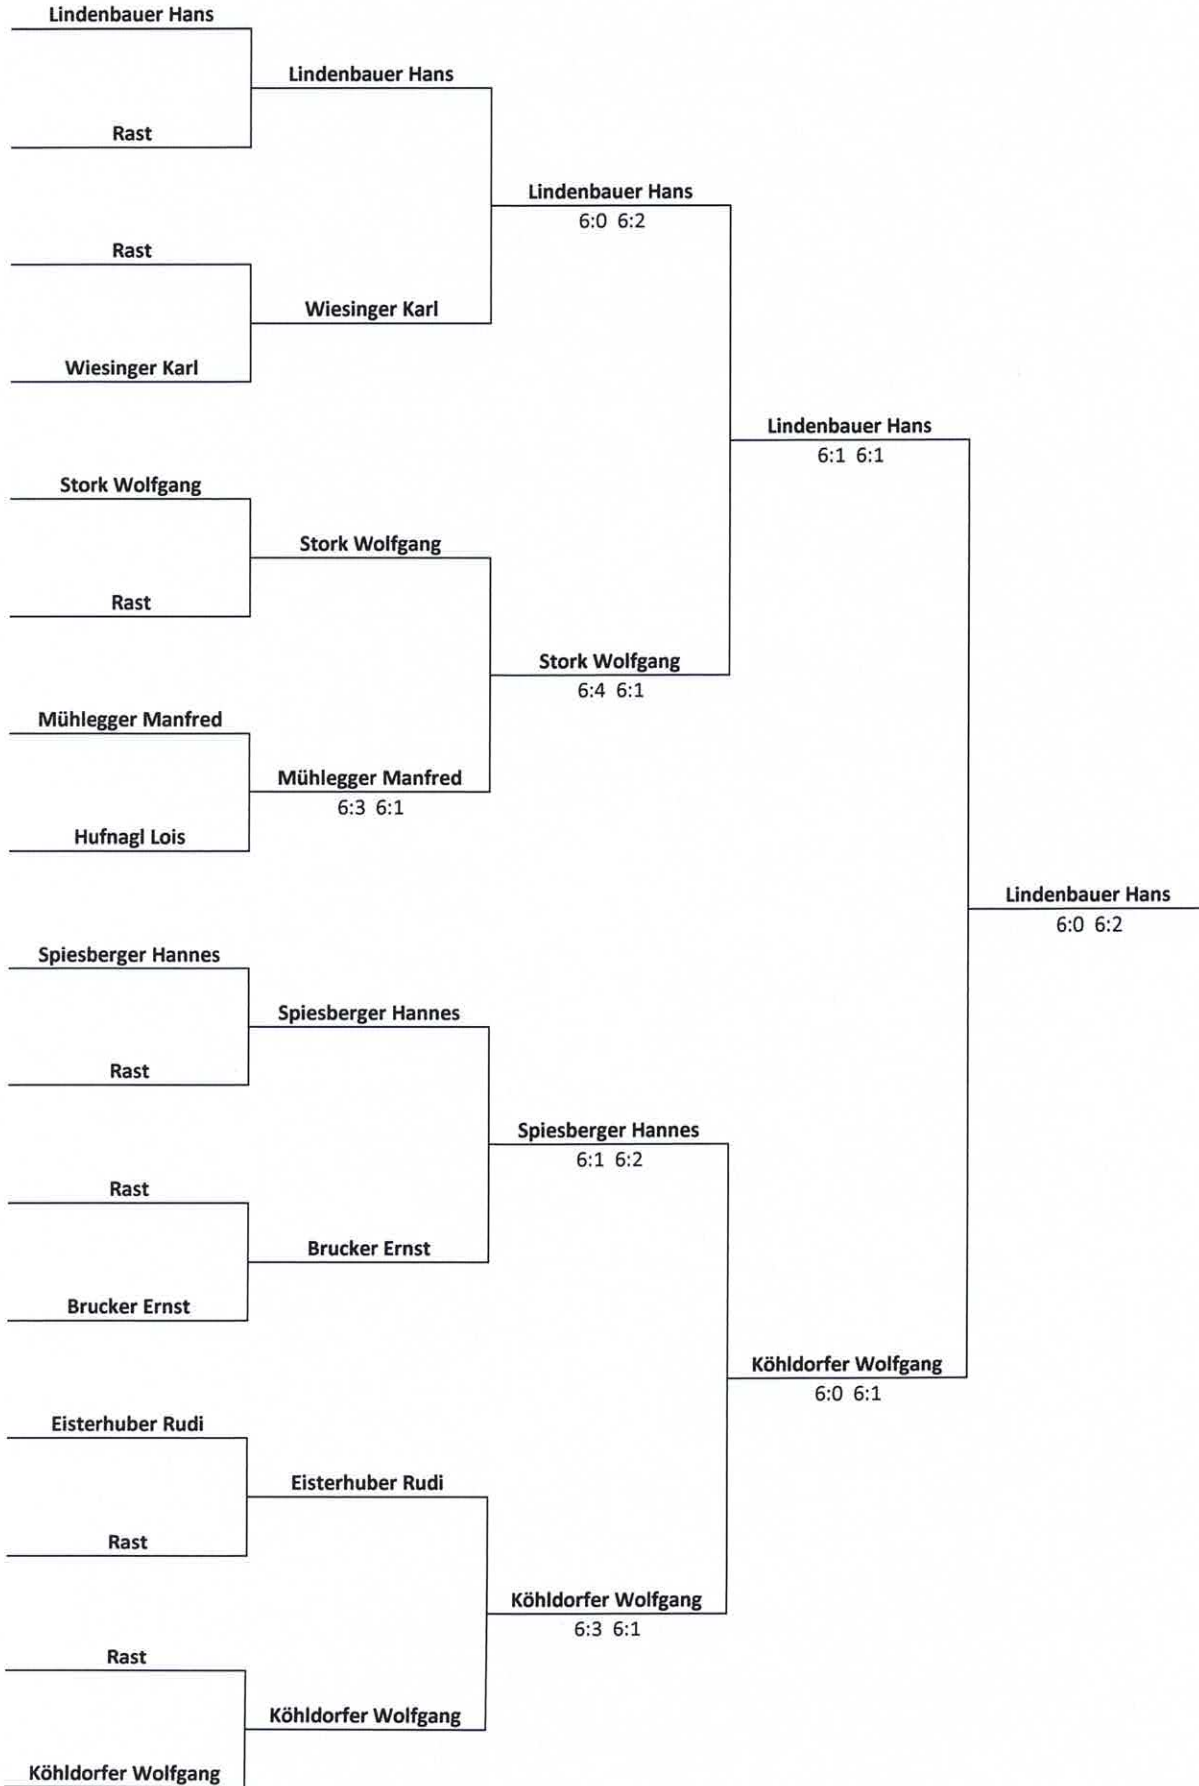 Lindenbauer Hans
Lindenbauer Hans
Rast
Lindenbauer Hans
6:0 6:2
Rast
Wiesinger Karl
Wiesinger Karl
Lindenbauer Hans
6:1 6:1
Stork Wolfgang
Stork Wolfgang
Rast
Stork Wolfgang
6:4 6:1
Mühlegger Manfred
Mühlegger Manfred
6:3 6:1
Hufnagl Lois
Lindenbauer Hans
6:0 6:2
Spiesberger Hannes
Spiesberger Hannes
Rast
Spiesberger Hannes
6:1 6:2
Rast
Brucker Ernst
Brucker Ernst
Köhldorfer Wolfgang
6:0 6:1
Eisterhuber Rudi
Eisterhuber Rudi
Rast
Köhldorfer Wolfgang
6:3 6:1
Rast
Köhldorfer Wolfgang
Köhldorfer Wolfgang